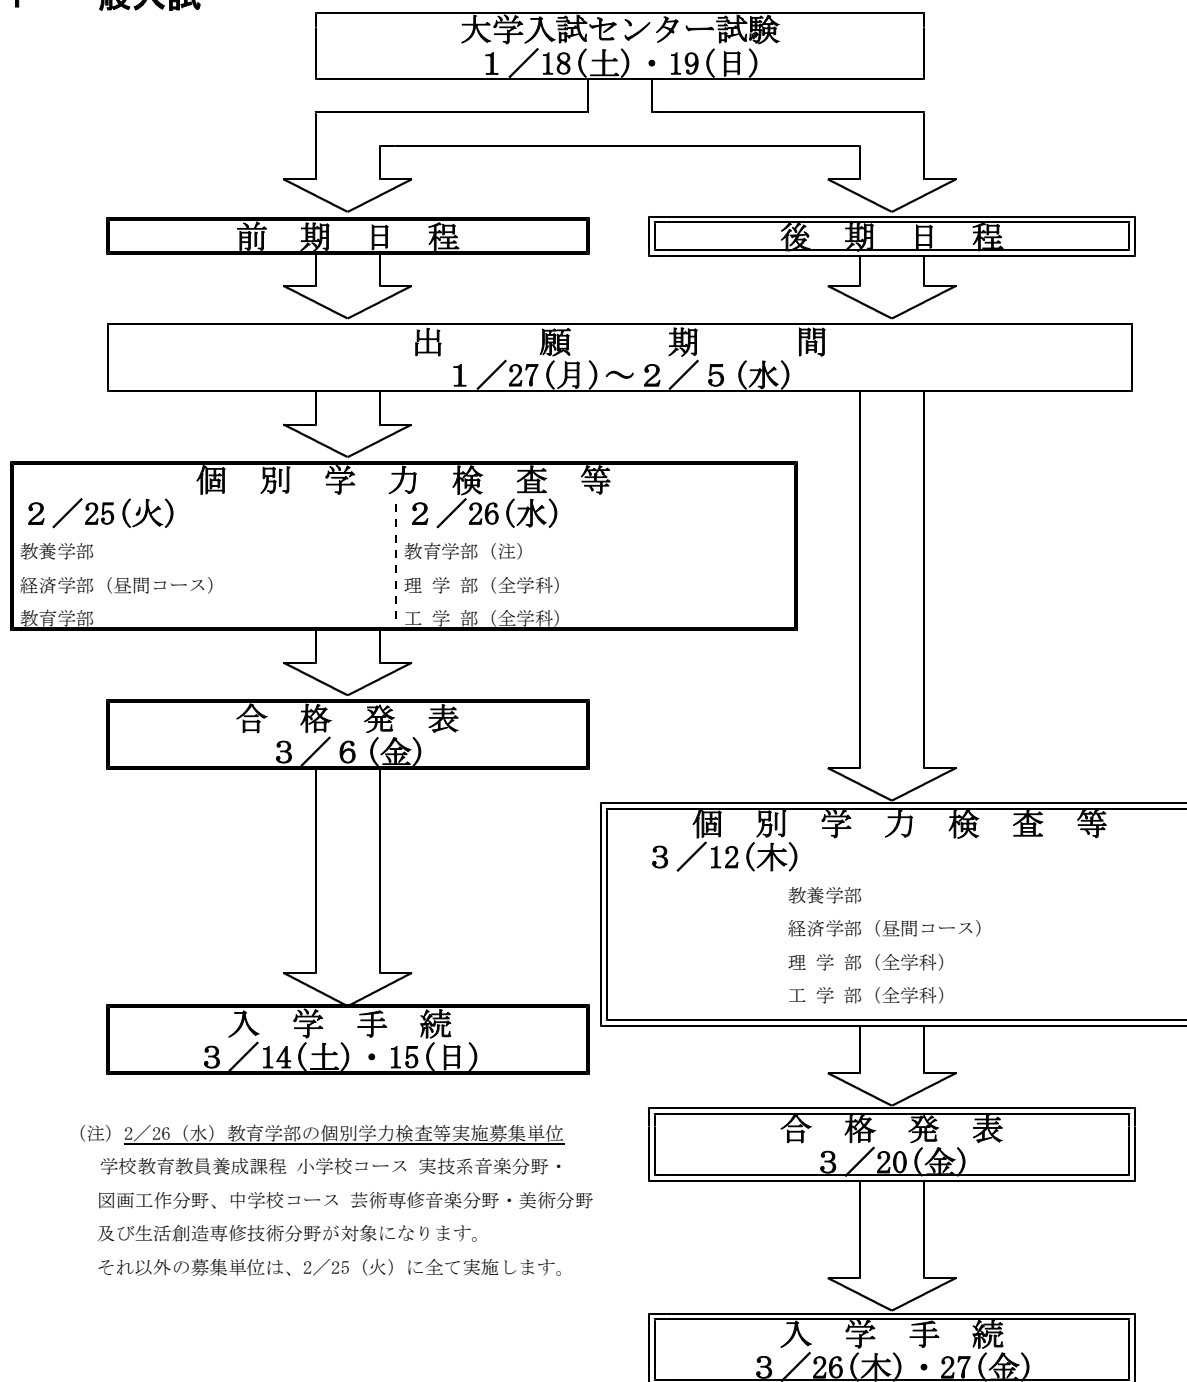 一般入試
大学入試センター試験
１／18(土)・19(日)
前　期　日　程
後　期　日　程
出　願　期　間
１／27(月)～２／５(水)
個　別　学　力　検　査　等
２／25(火)
教養学部
経済学部（昼間コース）
教育学部
２／26(水)
教育学部（注）
理 学 部（全学科）
工 学 部（全学科）
合　格　発　表
３／６(金)
個　別　学　力　検　査　等
３／12(木)
教養学部
経済学部（昼間コース）
理 学 部（全学科）
工 学 部（全学科）
入　学　手　続
３／14(土)・15(日)
（注）2／26（水）教育学部の個別学力検査等実施募集単位
学校教育教員養成課程 小学校コース 実技系音楽分野・
図画工作分野、中学校コース 芸術専修音楽分野・美術分野
及び生活創造専修技術分野が対象になります。
それ以外の募集単位は、2／25（火）に全て実施します。
合　格　発　表
３／20(金)
入　学　手　続
３／26(木)・27(金)